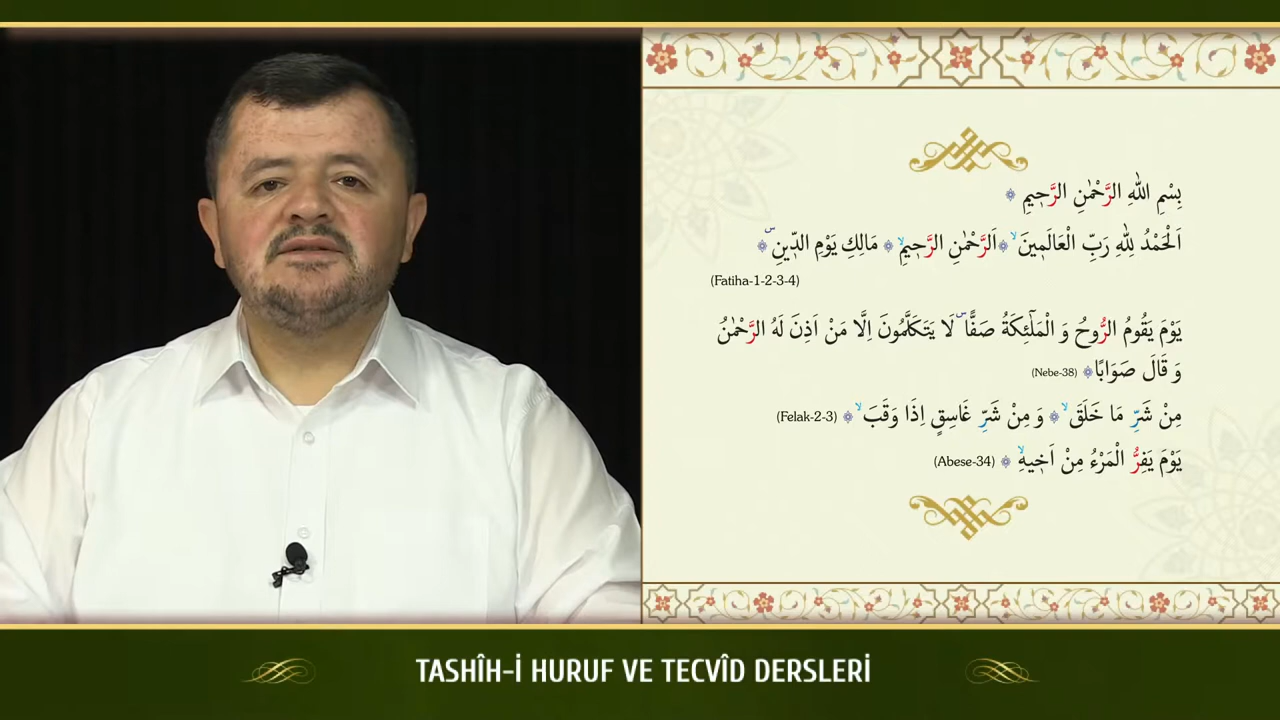 بِسْمِ اللهِ الرَّحْمٰنِ الرَّحٖيمِ
اَلْحَمْدُ لِلّٰهِ رَبِّ الْعَالَمٖينَۙ اَلرَّحْمٰنِ الرَّحٖيمِۙ مَالِكِ يَوْمِ الدّٖينِۜ
(Fatiha-1-2-3-4)
يَوْمَ يَقُومُ الرُّوحُ وَ الْمَلٰٓئِكَةُ صَفًّاۜ لَا يَتَكَلَّمُونَ اِلَّا مَنْ اَذِنَ لَهُ الرَّحْمٰنُ
وَ قَالَ صَوَابًا (Nebe-38)
مِنْ شَرِّ مَا خَلَقَۙ وَ مِنْ شَرِّ غَاسِقٍ اِذَا وَقَبَۙ (Felak-2-3)
يَوْمَ يَفِرُّ الْمَرْءُ مِنْ اَخٖيهِۙ (Abese-34)
TASHÎH-İ HURUF VE TECVÎD DERSLERİ